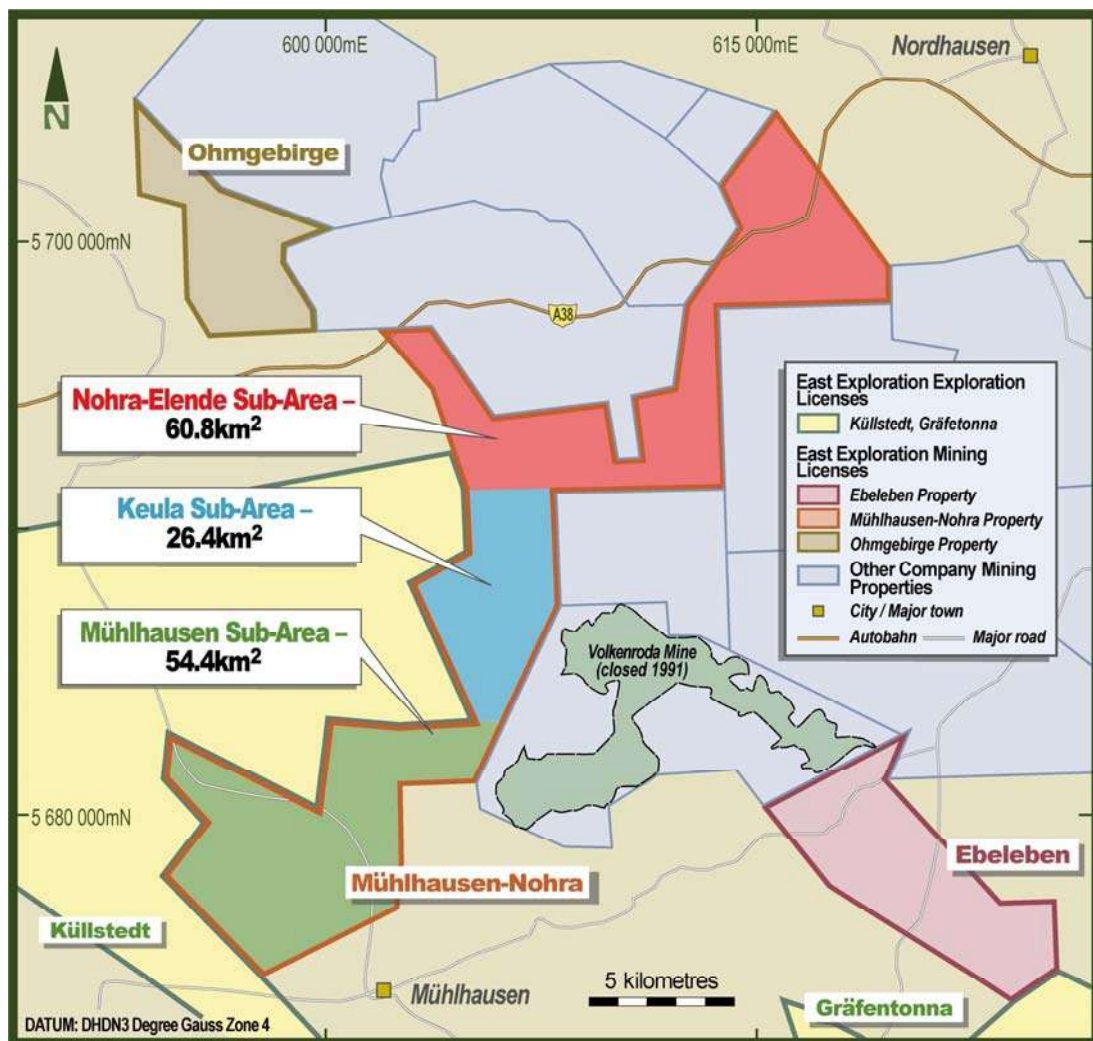 600 000mE
615 000mE
Nordhausen
N
Ohmgebirge
5 700 000mN
A38
Nohra-Elende Sub-Area –
60.8km²
Keula Sub-Area –
26.4km²
Mühlhausen Sub-Area –
54.4km²
East Exploration Exploration
Licenses
Küllstedt, Gräfetonna
East Exploration Mining
Licenses
Ebeleben Property
Mühlhausen-Nohra Property
Ohmgebirge Property
Other Company Mining
Properties
City / Major town
Autobahn
Major road
Volkenroda Mine
(closed 1991)
5 680 000mN
Ebeleben
Mühlhausen-Nohra
Küllstedt
5 kilometres
Mühlhausen
Gräfentonna
DATUM: DHDN3 Degree Gauss Zone 4